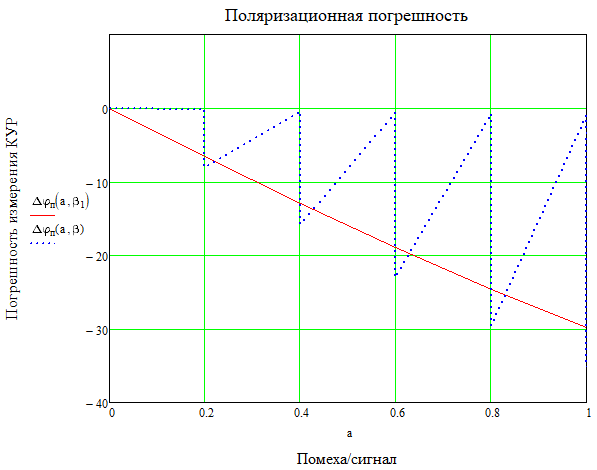 Поляризационная погрешность
Погрешность измерения КУР
Δφп(a,β1)
Δφп(a,β)
0
−10
−20
−30
−40
0
0.2
0.4
0.6
0.8
1
a
Помеха/сигнал